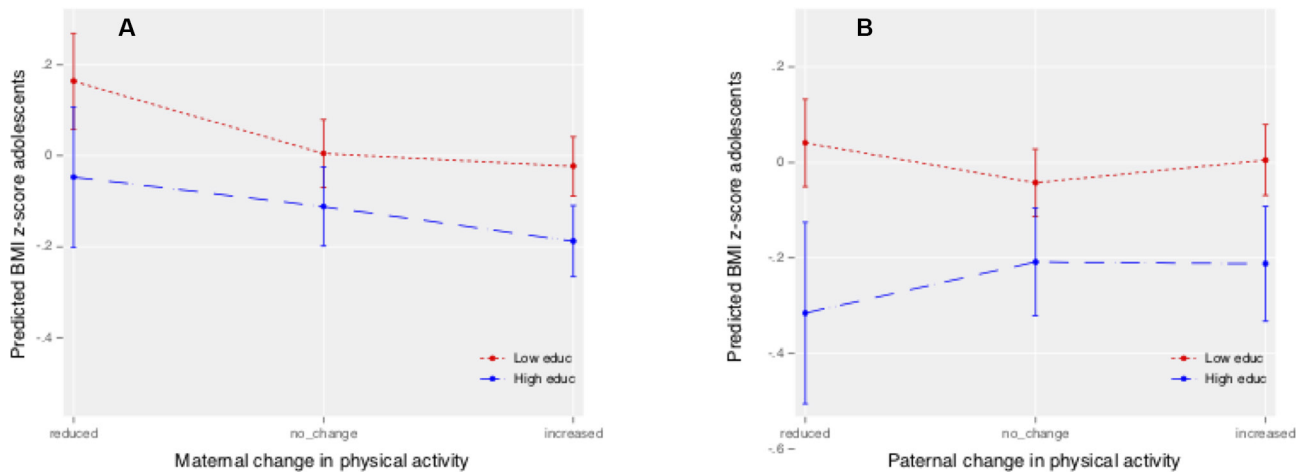 A
Predicted BMI z-score adolescents
.2
0
-.2
-.4
Low educ
High educ
reduced
no_change
increased
Maternal change in physical activity
B
Predicted BMI z-score adolescents
.2
0
-.2
-.4
-.6
Low educ
High educ
reduced
no_change
increased
Paternal change in physical activity